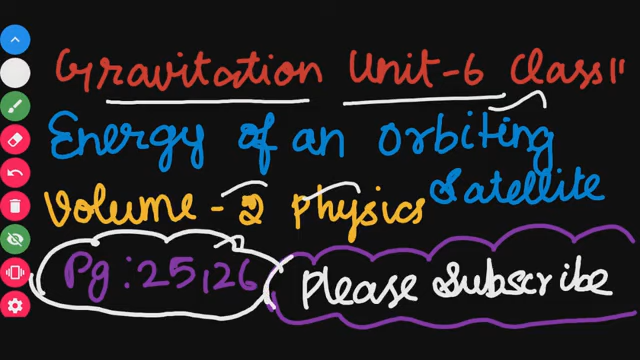 Gravitation Unit-6 Class 11
Energy of an Orbiting
Satellite
Volume - 2 Physics
Pg : 25, 26
Please Subscribe